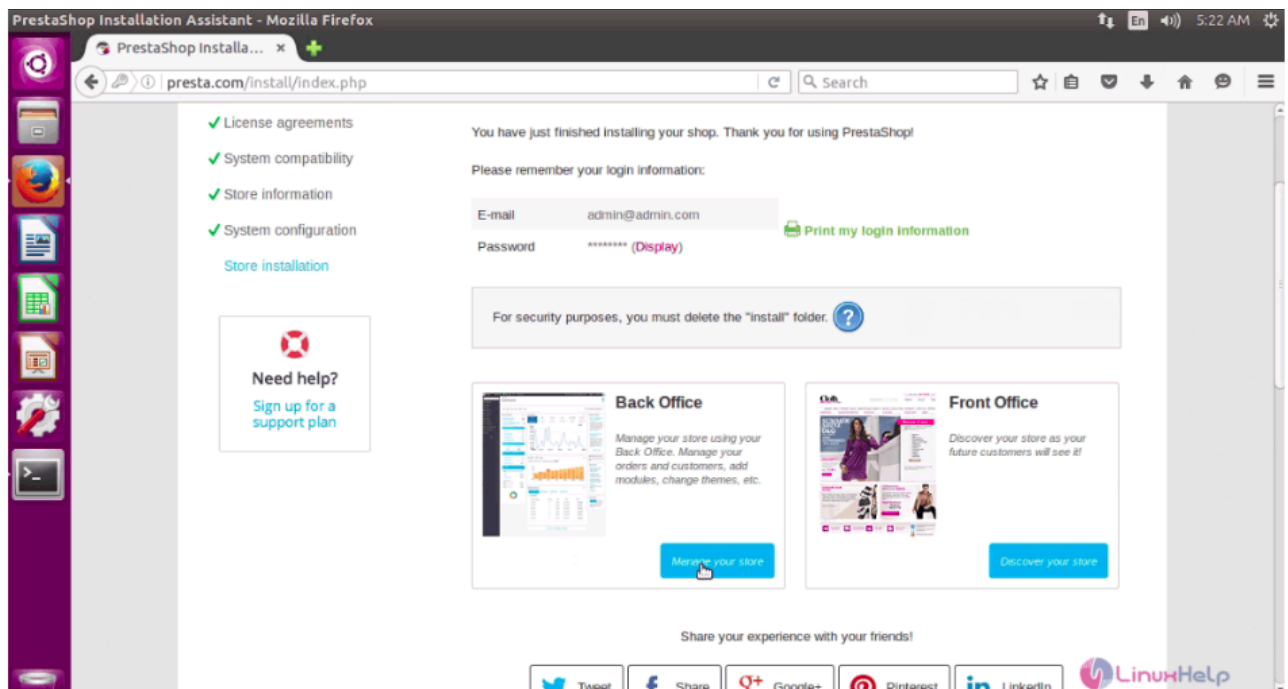 PrestaShop Installation Assistant - Mozilla Firefox
En
5:22 AM
PrestaShop Installa... ×
presta.com/install/index.php
Search
License agreements
System compatibility
Store information
System configuration
Store installation
Need help?
Sign up for a
support plan
You have just finished installing your shop. Thank you for using PrestaShop!
Please remember your login information:
E-mail admin@admin.com
Password ******** (Display)
Print my login information
For security purposes, you must delete the "install" folder. ?
Back Office
Manage your store using your
Back Office. Manage your
orders and customers, add
modules, change themes, etc.
Manage your store
Front Office
Discover your store as your
future customers will see it!
Discover your store
Share your experience with your friends!
Tweet
Share
Google+
Pinterest
LinkedIn
LinuxHelp